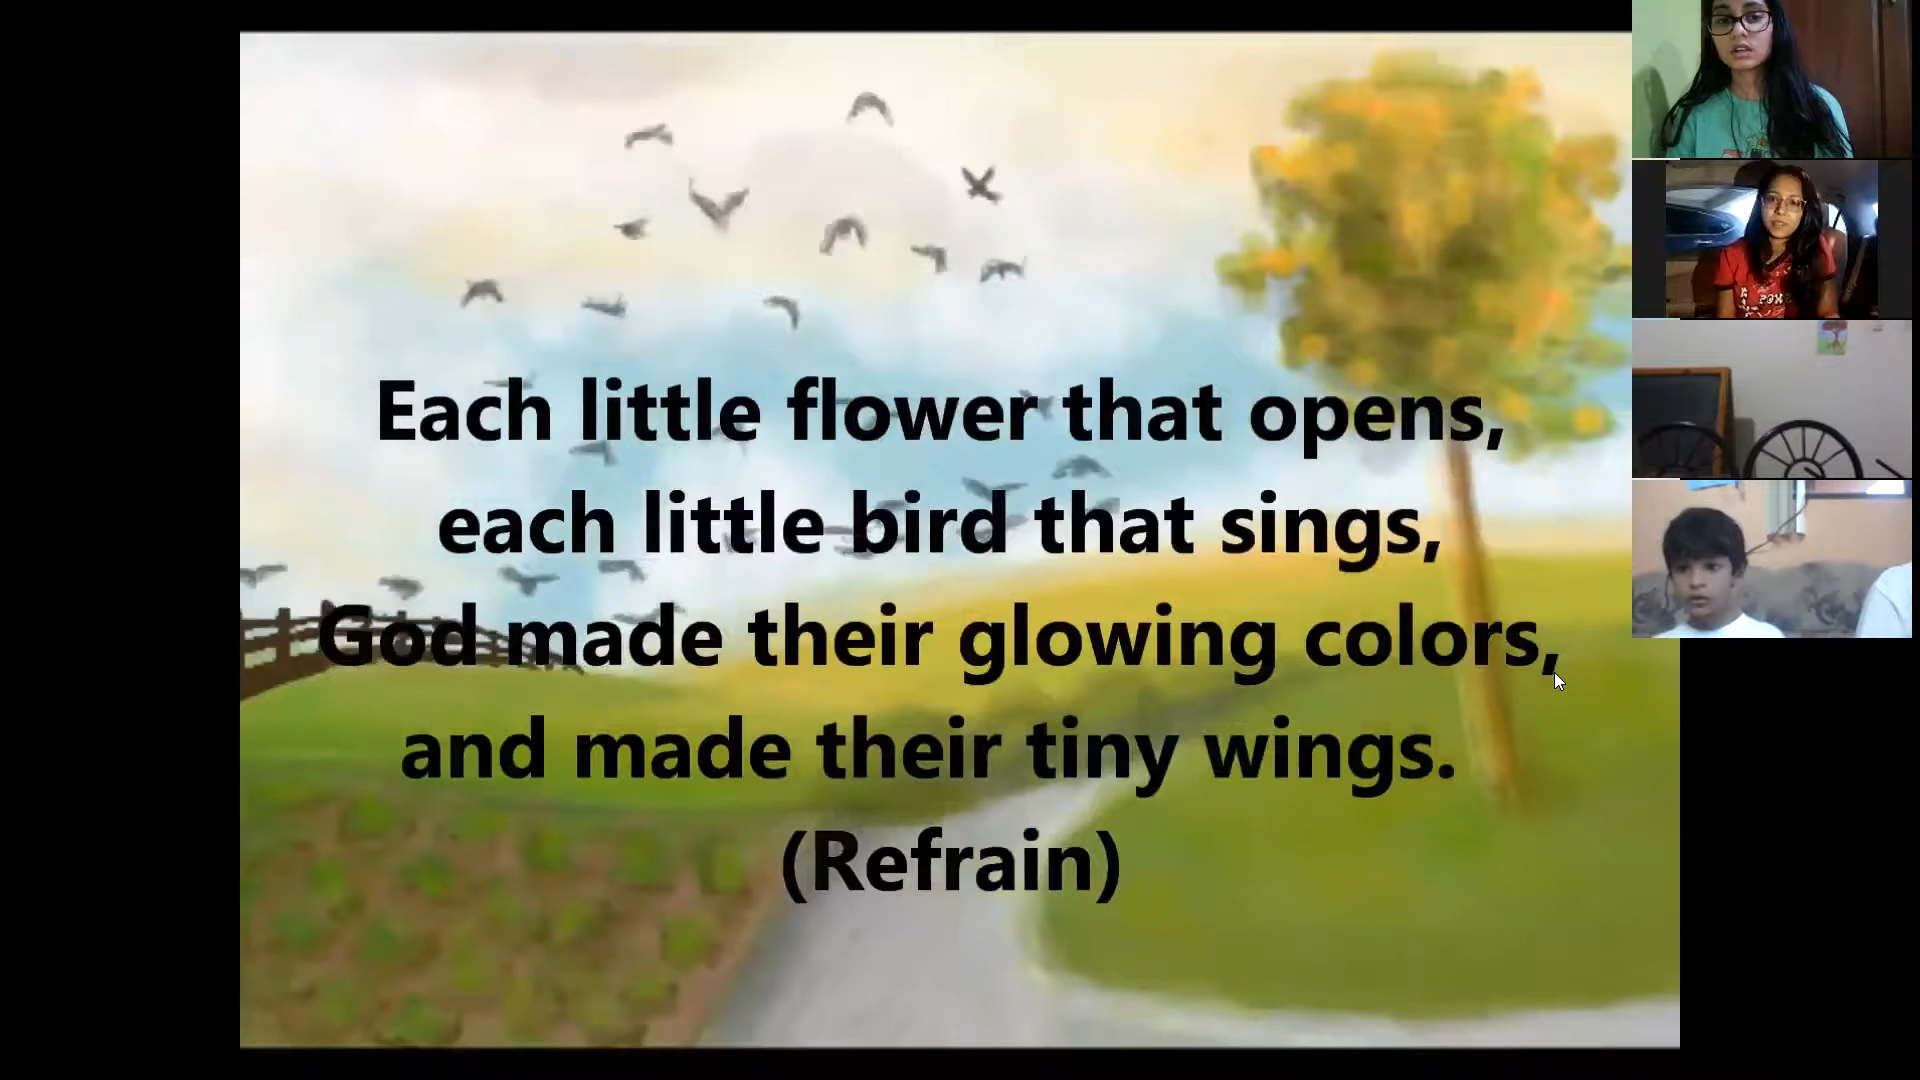 Each little flower that opens,
each little bird that sings,
God made their glowing colors,
and made their tiny wings.
(Refrain)